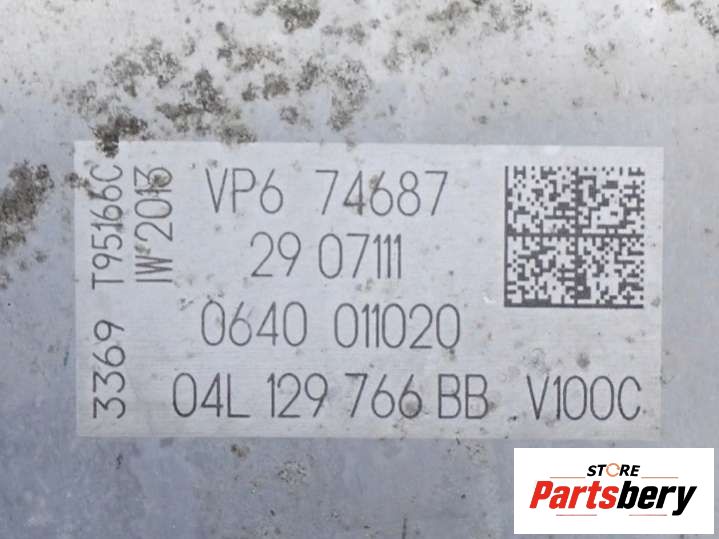 VP6 74687
29 07111
0640 011020
04L 129 766 BB V100C
3369 T95166C
IW 2013
STORE
Partsbery